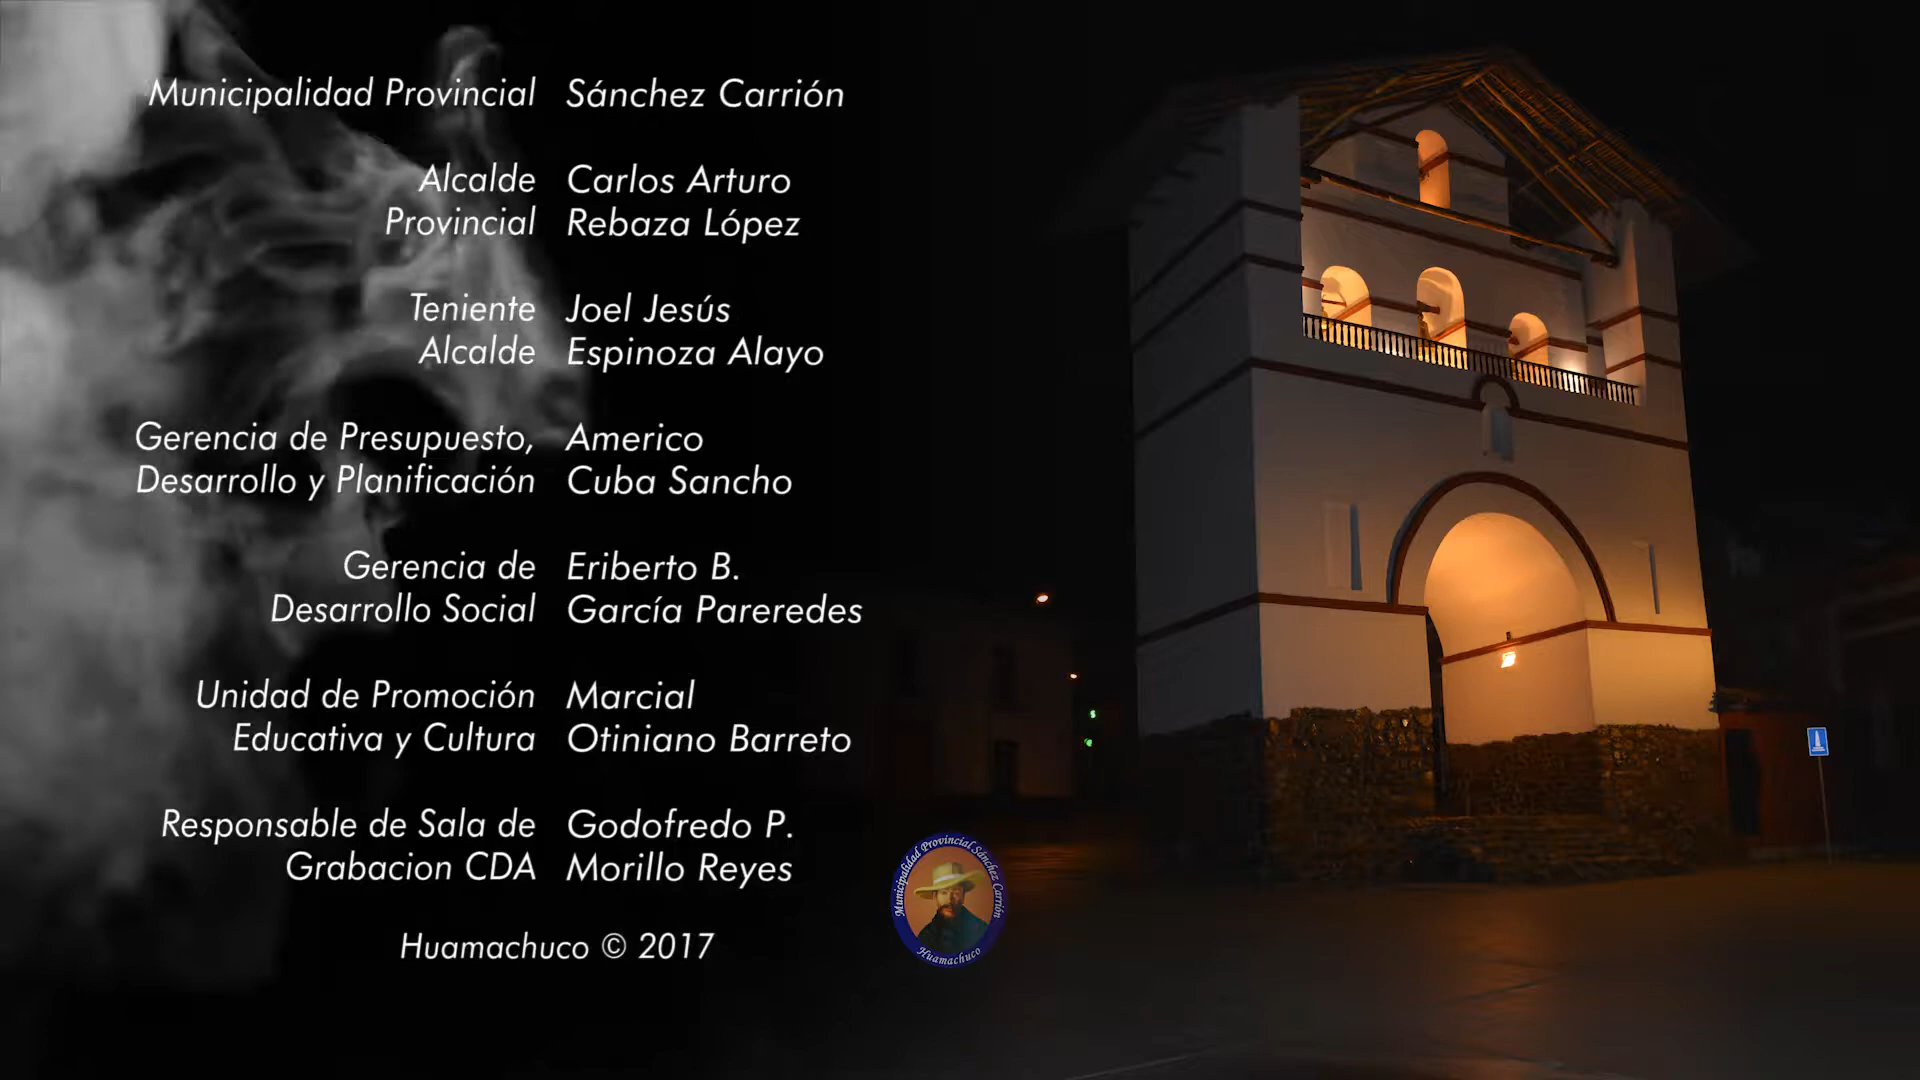 Municipalidad Provincial Sánchez Carrión
Alcalde Carlos Arturo
Provincial Rebaza López
Teniente Joel Jesús
Alcalde Espinoza Alayo
Gerencia de Presupuesto, Americo
Desarrollo y Planificación Cuba Sancho
Gerencia de Eriberto B.
Desarrollo Social García Pareredes
Unidad de Promoción Marcial
Educativa y Cultura Otiniano Barreto
Responsable de Sala de Godofredo P.
Grabacion CDA Morillo Reyes
Huamachuco © 2017
Municipalidad Provincial Sánchez Carrión
Huamachuco